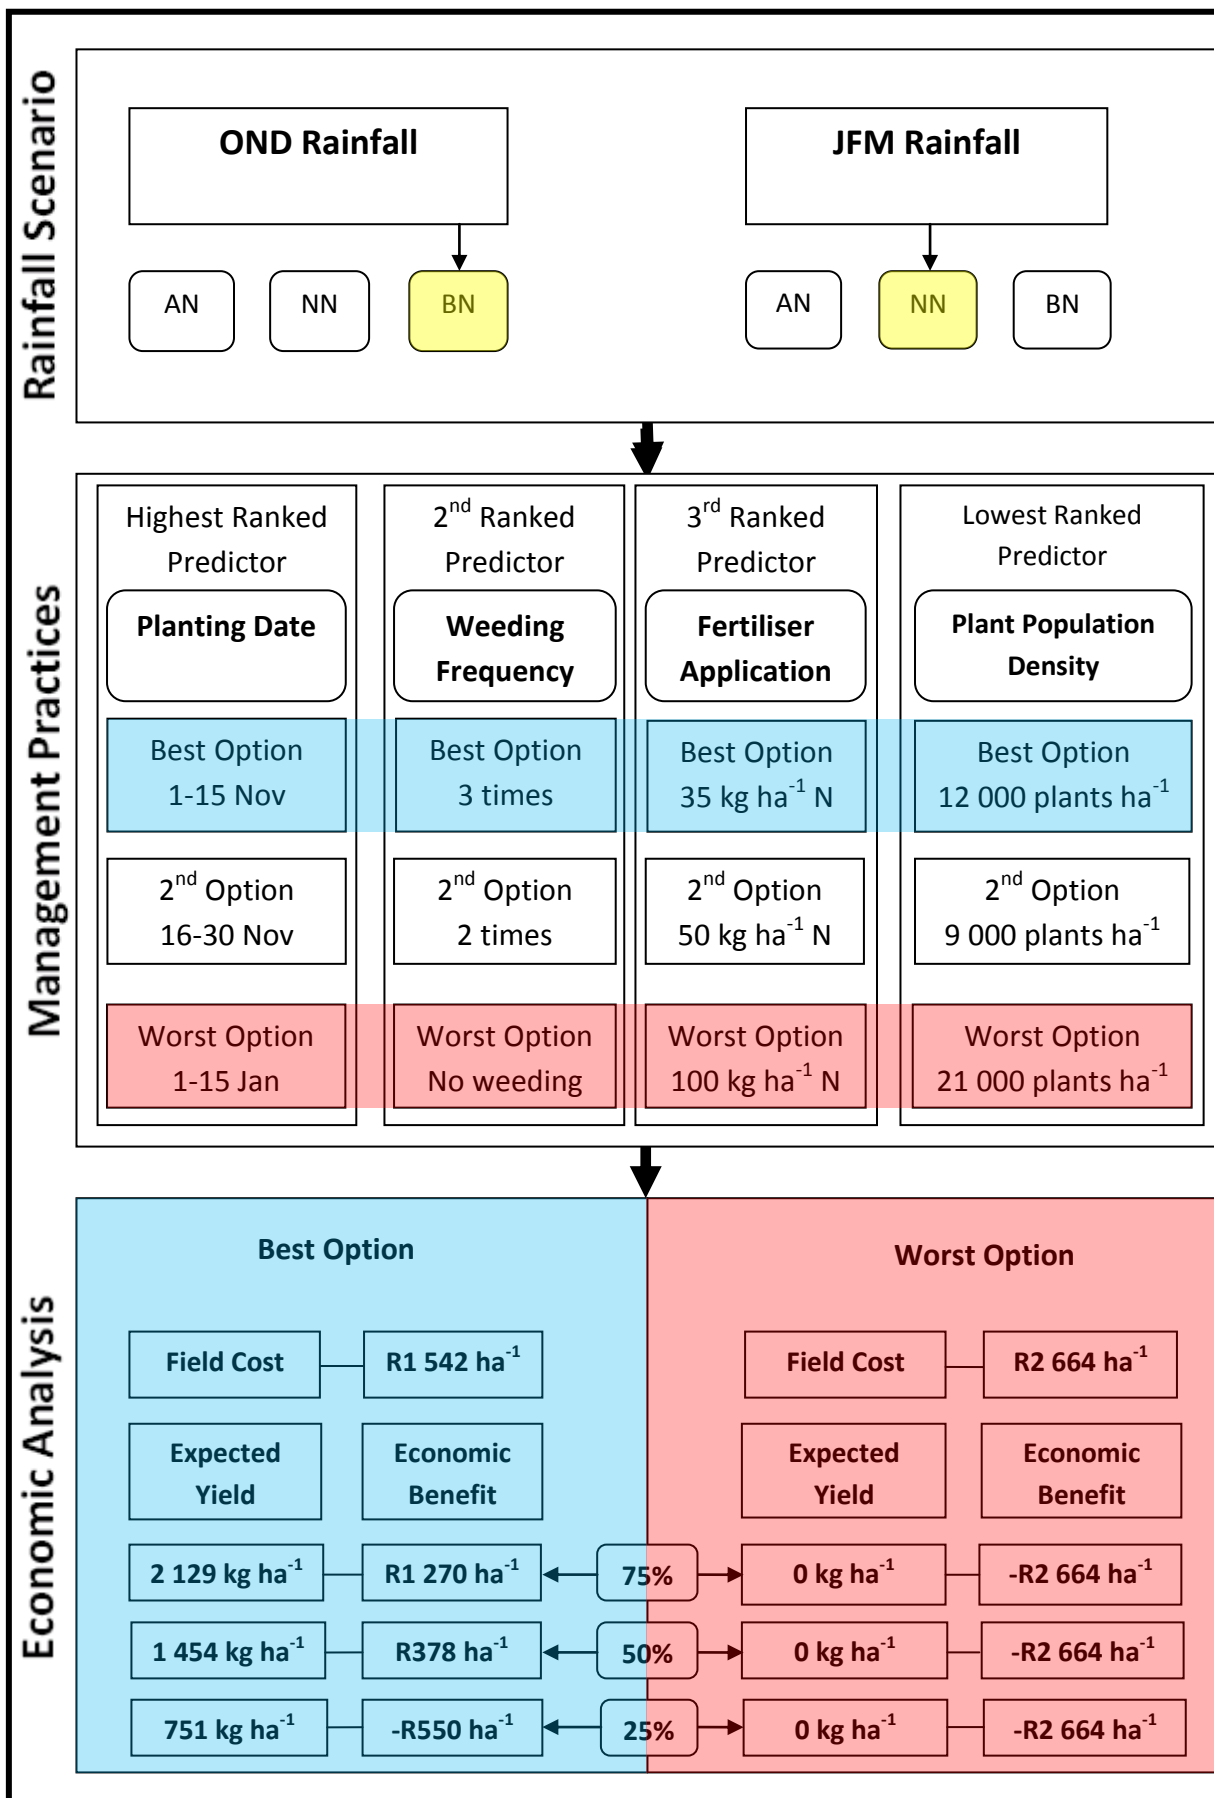 Rainfall Scenario
OND Rainfall
JFM Rainfall
AN
NN
BN
AN
NN
BN
Management Practices
Highest Ranked
Predictor
Planting Date
Best Option
1-15 Nov
2nd Option
16-30 Nov
Worst Option
1-15 Jan
2nd Ranked
Predictor
Weeding
Frequency
Best Option
3 times
2nd Option
2 times
Worst Option
No weeding
3rd Ranked
Predictor
Fertiliser
Application
Best Option
35 kg ha-1 N
2nd Option
50 kg ha-1 N
Worst Option
100 kg ha-1 N
Lowest Ranked
Predictor
Plant Population
Density
Best Option
12 000 plants ha-1
2nd Option
9 000 plants ha-1
Worst Option
21 000 plants ha-1
Economic Analysis
Best Option
Field Cost
R1 542 ha-1
Expected
Yield
Economic
Benefit
2 129 kg ha-1
R1 270 ha-1
75%
1 454 kg ha-1
R378 ha-1
50%
751 kg ha-1
-R550 ha-1
25%
Worst Option
Field Cost
R2 664 ha-1
Expected
Yield
Economic
Benefit
0 kg ha-1
-R2 664 ha-1
0 kg ha-1
-R2 664 ha-1
0 kg ha-1
-R2 664 ha-1